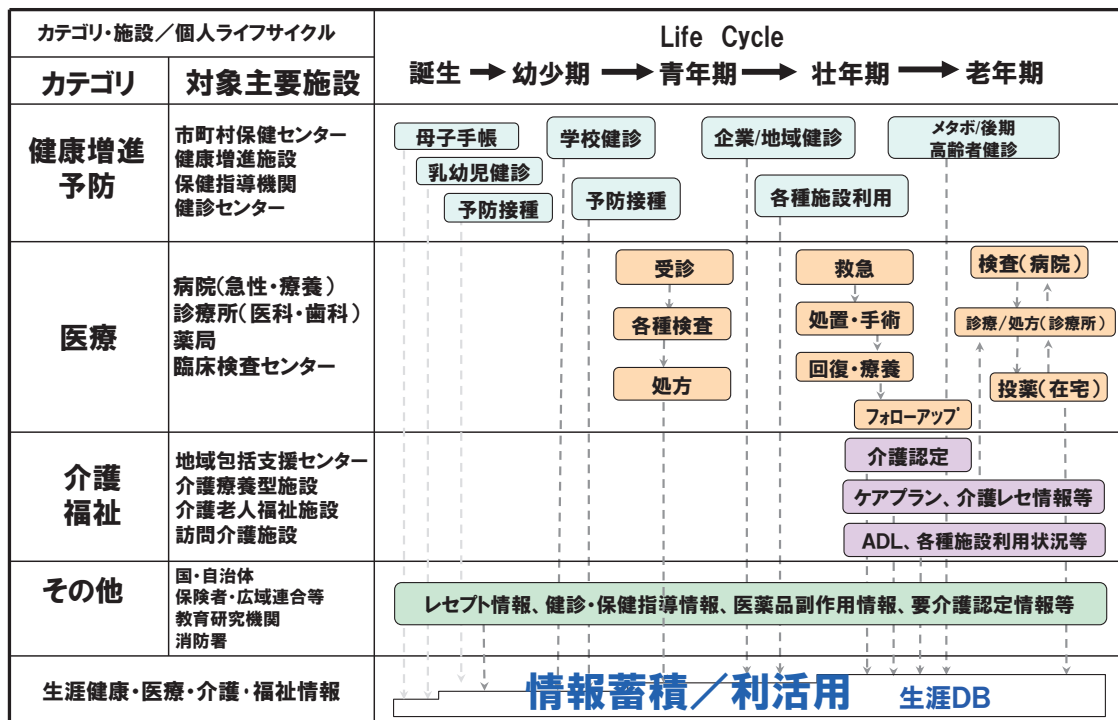 カテゴリ・施設／個人ライフサイクル
Life Cycle
カテゴリ
対象主要施設
誕生
幼少期
青年期
壮年期
老年期
健康増進
予防
市町村保健センター
健康増進施設
保健指導機関
健診センター
母子手帳
乳幼児健診
予防接種
学校健診
予防接種
企業/地域健診
各種施設利用
メタボ/後期
高齢者健診
医療
病院(急性・療養)
診療所(医科・歯科)
薬局
臨床検査センター
受診
各種検査
処方
救急
処置・手術
回復・療養
フォローアップ
検査(病院)
診療/処方(診療所)
投薬(在宅)
介護
福祉
地域包括支援センター
介護療養型施設
介護老人福祉施設
訪問介護施設
介護認定
ケアプラン、介護レセ情報等
ADL、各種施設利用状況等
その他
国・自治体
保険者・広域連合等
教育研究機関
消防署
レセプト情報、健診・保健指導情報、医薬品副作用情報、要介護認定情報等
生涯健康・医療・介護・福祉情報
情報蓄積／利活用
生涯DB